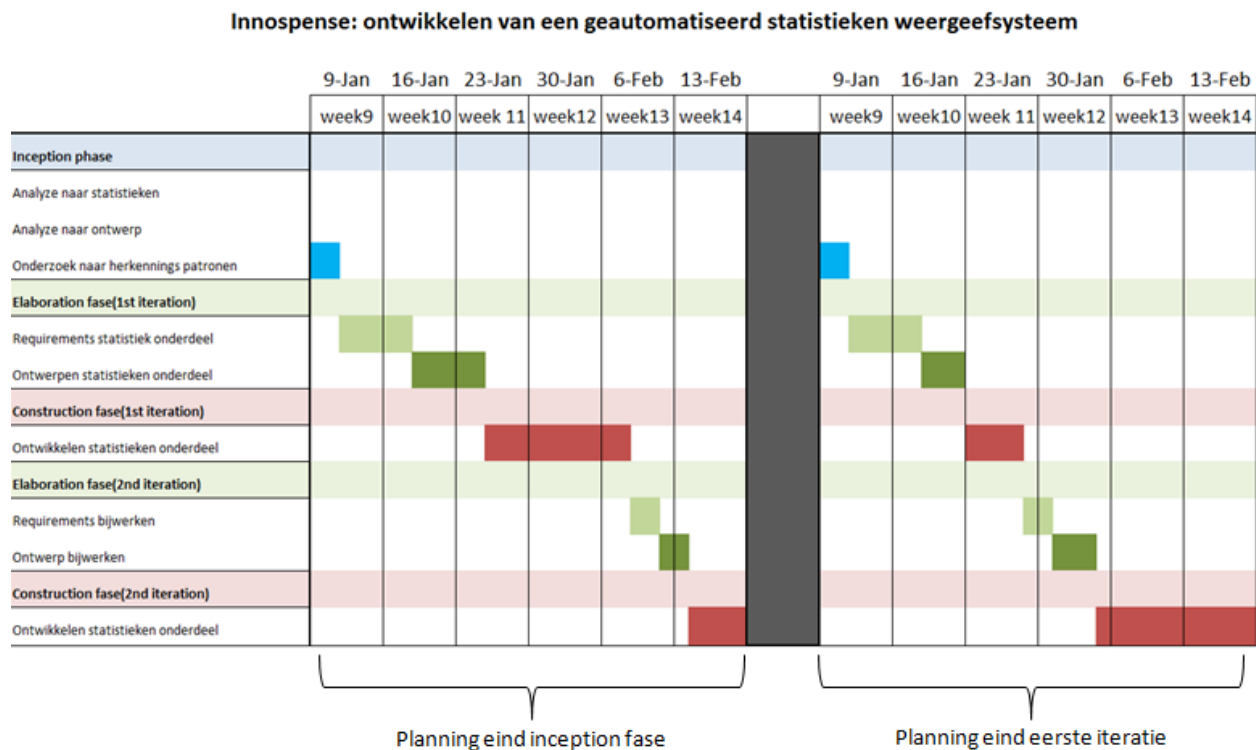 Innospense: ontwikkelen van een geautomatiseerd statistieken weergeefsysteem
9-Jan 16-Jan 23-Jan 30-Jan 6-Feb 13-Feb 9-Jan 16-Jan 23-Jan 30-Jan 6-Feb 13-Feb
week9 week10 week 11 week12 week13 week14 week9 week10 week 11 week12 week13 week14
Inception phase
Analyze naar statistieken
Analyze naar ontwerp
Onderzoek naar herkennings patronen
Elaboration fase(1st iteration)
Requirements statistiek onderdeel
Ontwerpen statistieken onderdeel
Construction fase(1st iteration)
Ontwikkelen statistieken onderdeel
Elaboration fase(2nd iteration)
Requirements bijwerken
Ontwerp bijwerken
Construction fase(2nd iteration)
Ontwikkelen statistieken onderdeel
Planning eind inception fase Planning eind eerste iteratie